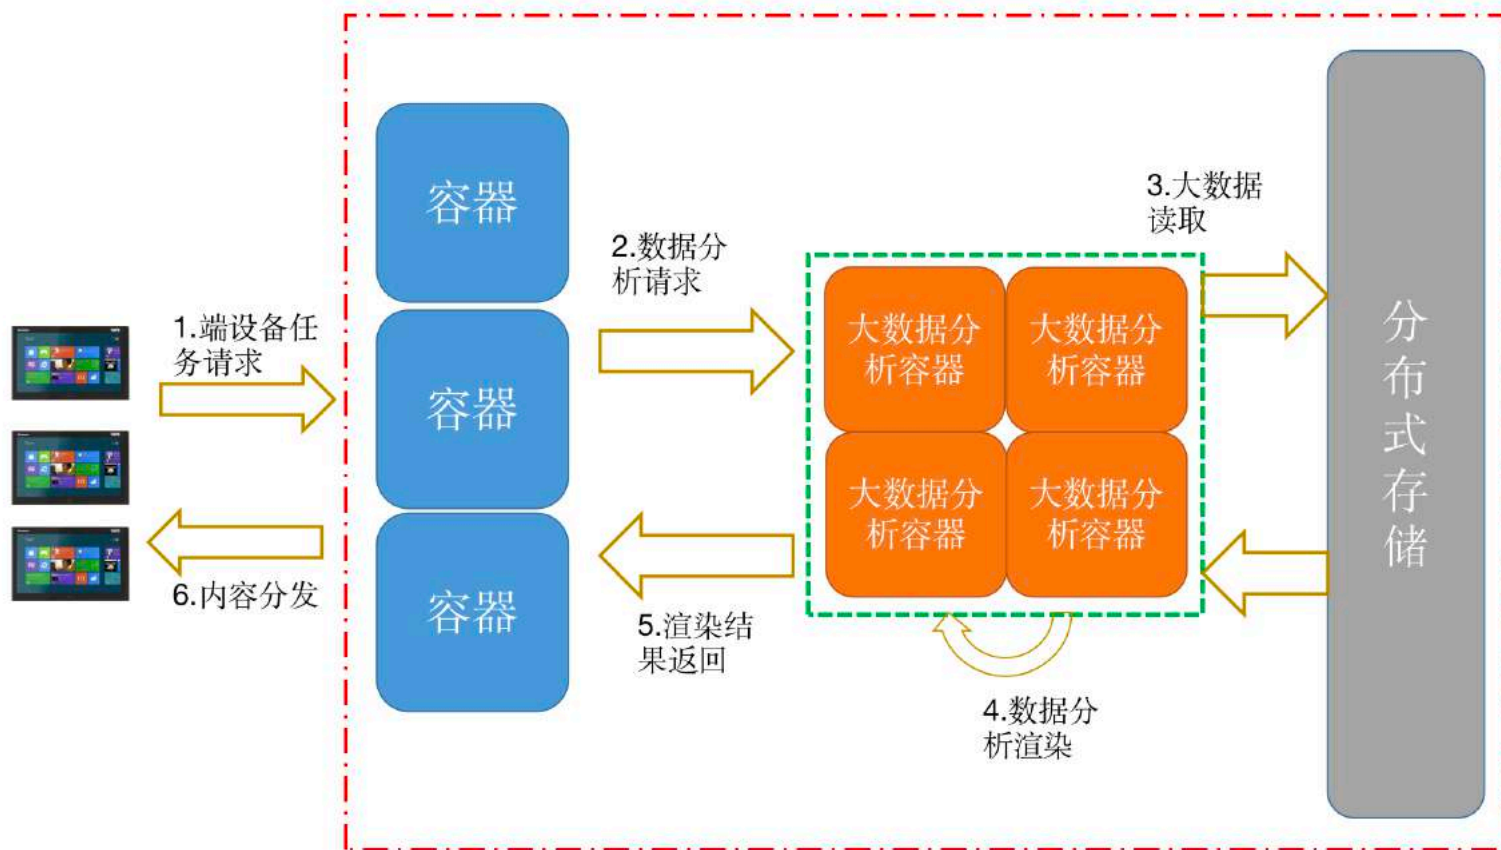 容器
容器
容器
1.端设备任
务请求
2.数据分
析请求
3.大数据
读取
大数据分
析容器
大数据分
析容器
大数据分
析容器
大数据分
析容器
分
布
式
存
储
6.内容分发
5.渲染结
果返回
4.数据分
析渲染